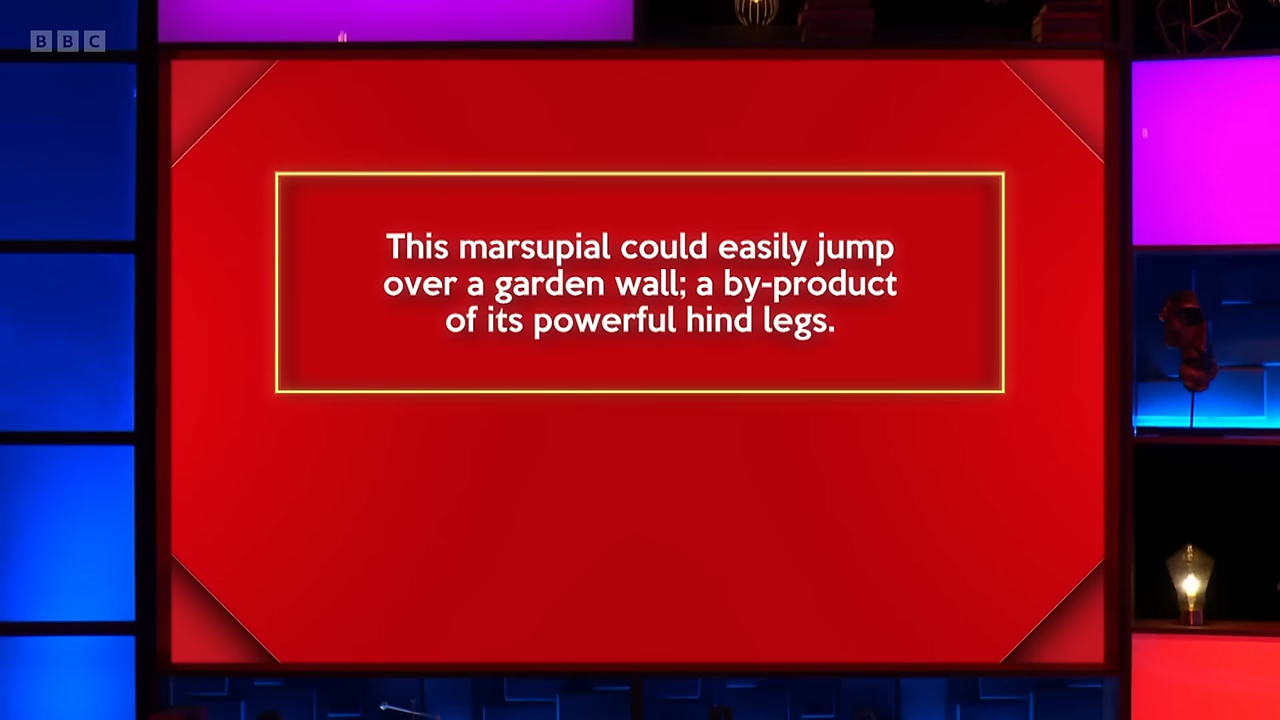 BBC
This marsupial could easily jump
over a garden wall; a by-product
of its powerful hind legs.